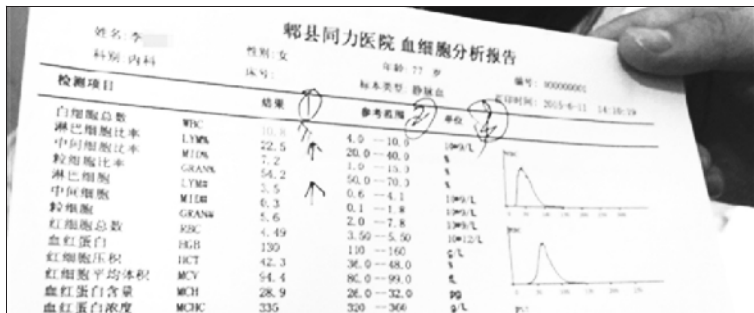 郫县同力医院 血细胞分析报告
姓名:李 性别:女 年龄:77 岁 编号: 000000001
科别:内科 床号: 标本类型:静脉血 打印时间: 2015-6-11 14:10:19
检测项目 结果 ① 参考范围 ② 单位
白细胞总数 WBC 10.8 4.0 --10.0 10*9/L
淋巴细胞比率 LYM% 22.5 ↑ 20.0 --40.0 %
中间细胞比率 MID% 7.2 1.0 --15.0 %
粒细胞比率 GRAN% 54.2 50.0 --70.0 %
淋巴细胞 LYM# 3.5 ↑ 0.6 --4.1 10*9/L
中间细胞 MID# 0.3 0.1 --1.8 10*9/L
粒细胞 GRAN# 5.6 2.0 --7.8 10*9/L
红细胞总数 RBC 4.49 3.50 --5.50 10*12/L
血红蛋白 HGB 130 110 --160 g/L
红细胞压积 HCT 42.3 36.0 --48.0 %
红细胞平均体积 MCV 94.4 80.0 --99.0 fL
血红蛋白含量 MCH 28.9 26.0 --32.0 pg
血红蛋白浓度 MCHC 335 320 --360 g/L